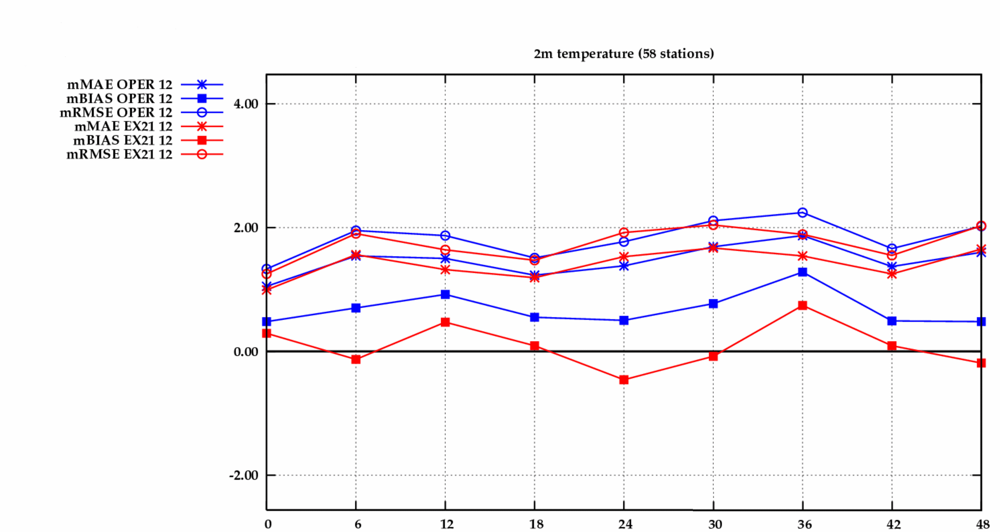 2m temperature (58 stations)
mMAE OPER 12
mBIAS OPER 12
mRMSE OPER 12
mMAE EX21 12
mBIAS EX21 12
mRMSE EX21 12
4.00
2.00
0.00
-2.00
0 6 12 18 24 30 36 42 48